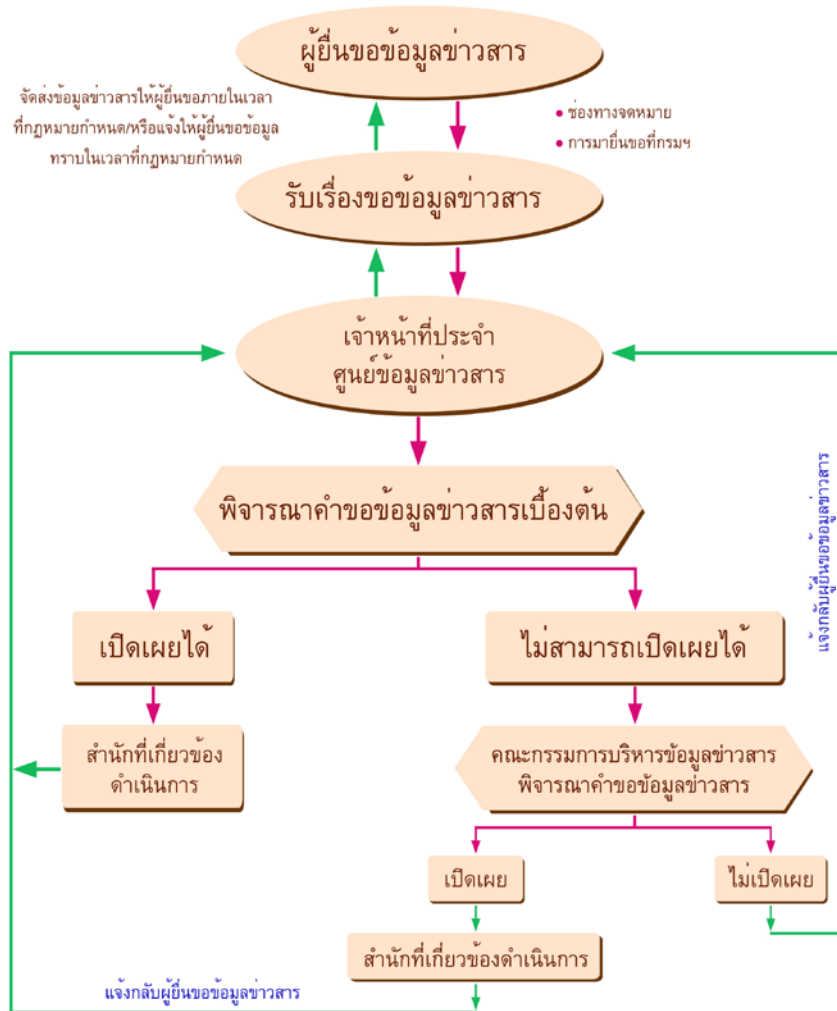 ผู้ยื่นขอข้อมูลข่าวสาร
จัดส่งข้อมูลข่าวสารให้ผู้ยื่นขอภายในเวลา
ที่กฎหมายกำหนด/หรือแจ้งให้ผู้ยื่นขอข้อมูล
ทราบในเวลาที่กฎหมายกำหนด
• ช่องทางจดหมาย
• การมายื่นขอที่กรมฯ
รับเรื่องขอข้อมูลข่าวสาร
เจ้าหน้าที่ประจำ
ศูนย์ข้อมูลข่าวสาร
พิจารณาคำขอข้อมูลข่าวสารเบื้องต้น
แจ้งกลับผู้ยื่นขอข้อมูลข่าวสาร
เปิดเผยได้
ไม่สามารถเปิดเผยได้
สำนักที่เกี่ยวข้อง
ดำเนินการ
คณะกรรมการบริหารข้อมูลข่าวสาร
พิจารณาคำขอข้อมูลข่าวสาร
เปิดเผย
ไม่เปิดเผย
สำนักที่เกี่ยวข้องดำเนินการ
แจ้งกลับผู้ยื่นขอข้อมูลข่าวสาร